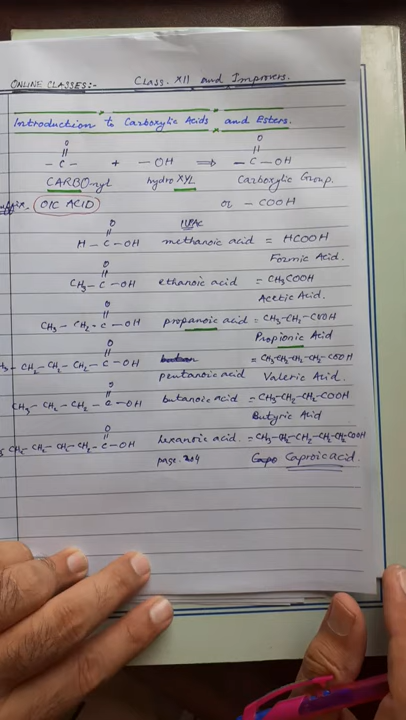 ONLINE CLASSES:- Class. XII and Improvers.
Introduction to Carboxylic Acids and Esters.
O O
|| ||
- C - + - OH ⇒ - C - OH
CARBOnyl hydroXYL Carboxylic Group.
OIC ACID or - COOH
O IUPAC
||
H - C - OH methanoic acid = HCOOH
O Formic Acid.
||
CH3 - C - OH ethanoic acid = CH3COOH
O Acetic Acid.
||
CH3 - CH2 - C - OH propanoic acid = CH3-CH2-COOH
O Propionic Acid
||
- CH2 - CH2 - CH2 - C - OH = CH3-CH2-CH2-CH2-COOH
O pentanoic acid Valeric Acid.
||
CH3 - CH2 - CH2 - C - OH butanoic acid = CH3-CH2-CH2-COOH
O Butyric Acid
||
CH2 - CH2 - CH2 - CH2 - C - OH hexanoic acid. = CH3-CH2-CH2-CH2-CH2-COOH
page. 204 Caproic acid.